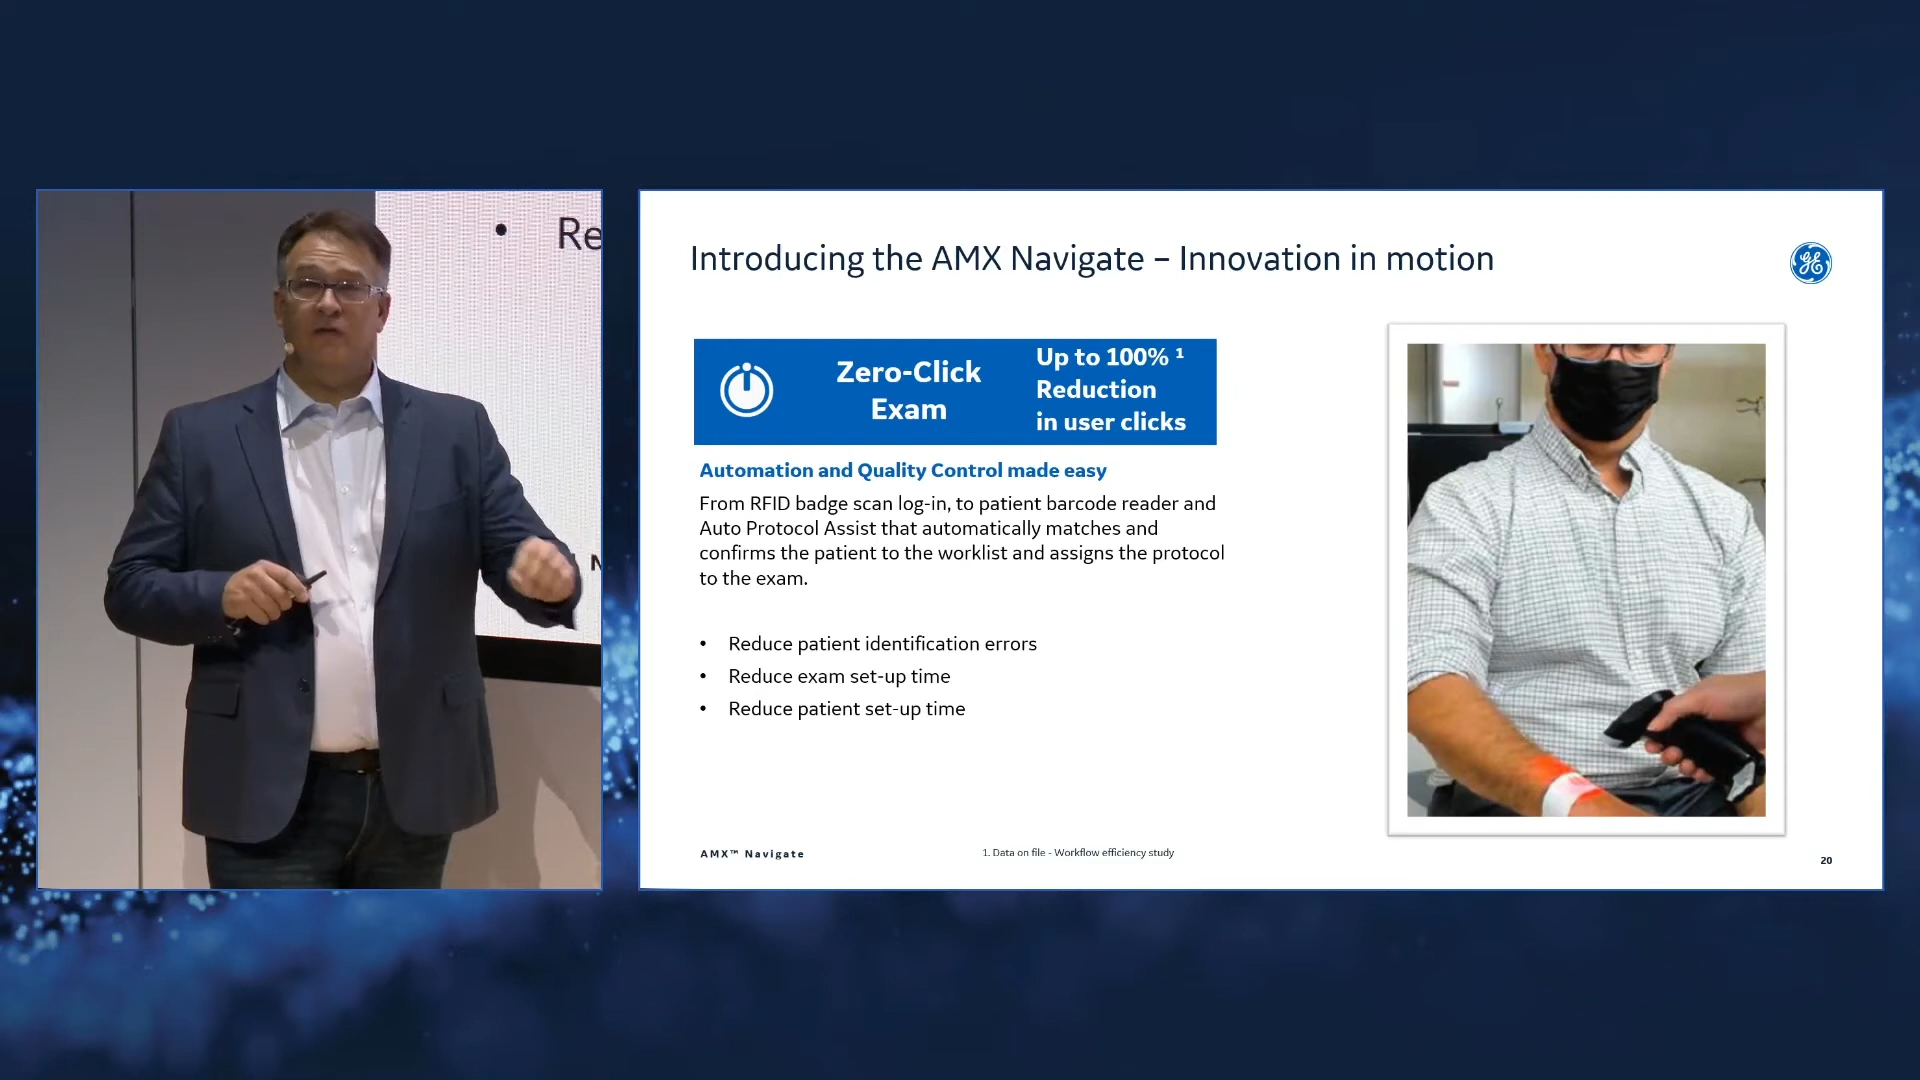 Re
Introducing the AMX Navigate – Innovation in motion
GE
Zero-Click
Exam
Up to 100% ¹
Reduction
in user clicks
Automation and Quality Control made easy
From RFID badge scan log-in, to patient barcode reader and
Auto Protocol Assist that automatically matches and
confirms the patient to the worklist and assigns the protocol
to the exam.
• Reduce patient identification errors
• Reduce exam set-up time
• Reduce patient set-up time
AMX™ Navigate
1. Data on file - Workflow efficiency study
20